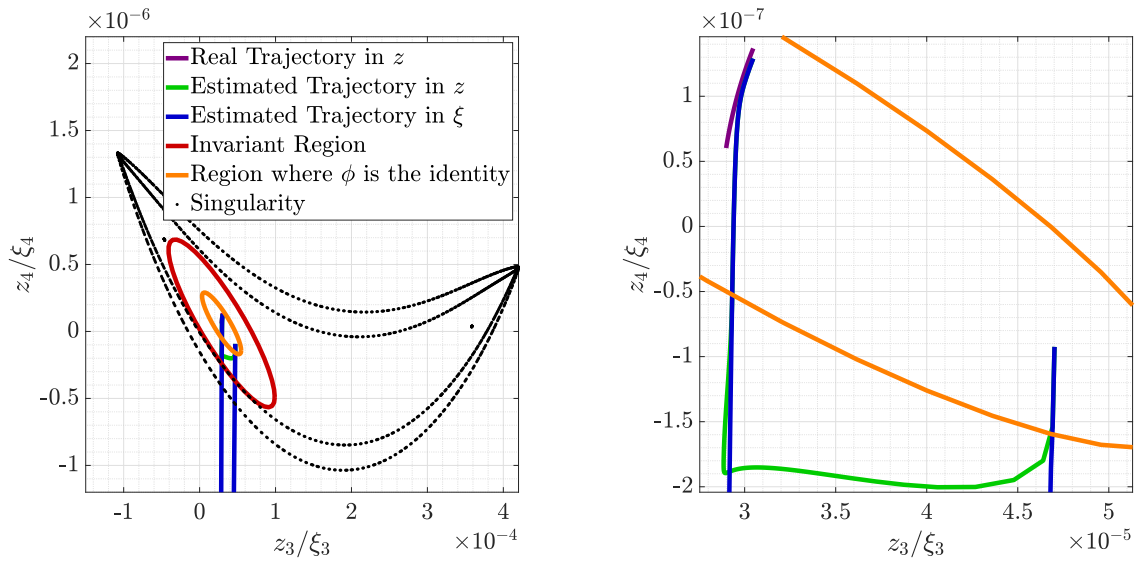 ×10⁻⁶
2
1.5
1
0.5
0
-0.5
-1
z₄/ξ₄
Real Trajectory in z
Estimated Trajectory in z
Estimated Trajectory in ξ
Invariant Region
Region where ϕ is the identity
Singularity
-1 0 1 2 3 4
z₃/ξ₃
×10⁻⁴
×10⁻⁷
1
0.5
0
-0.5
-1
-1.5
-2
z₄/ξ₄
3 3.5 4 4.5 5
z₃/ξ₃
×10⁻⁵